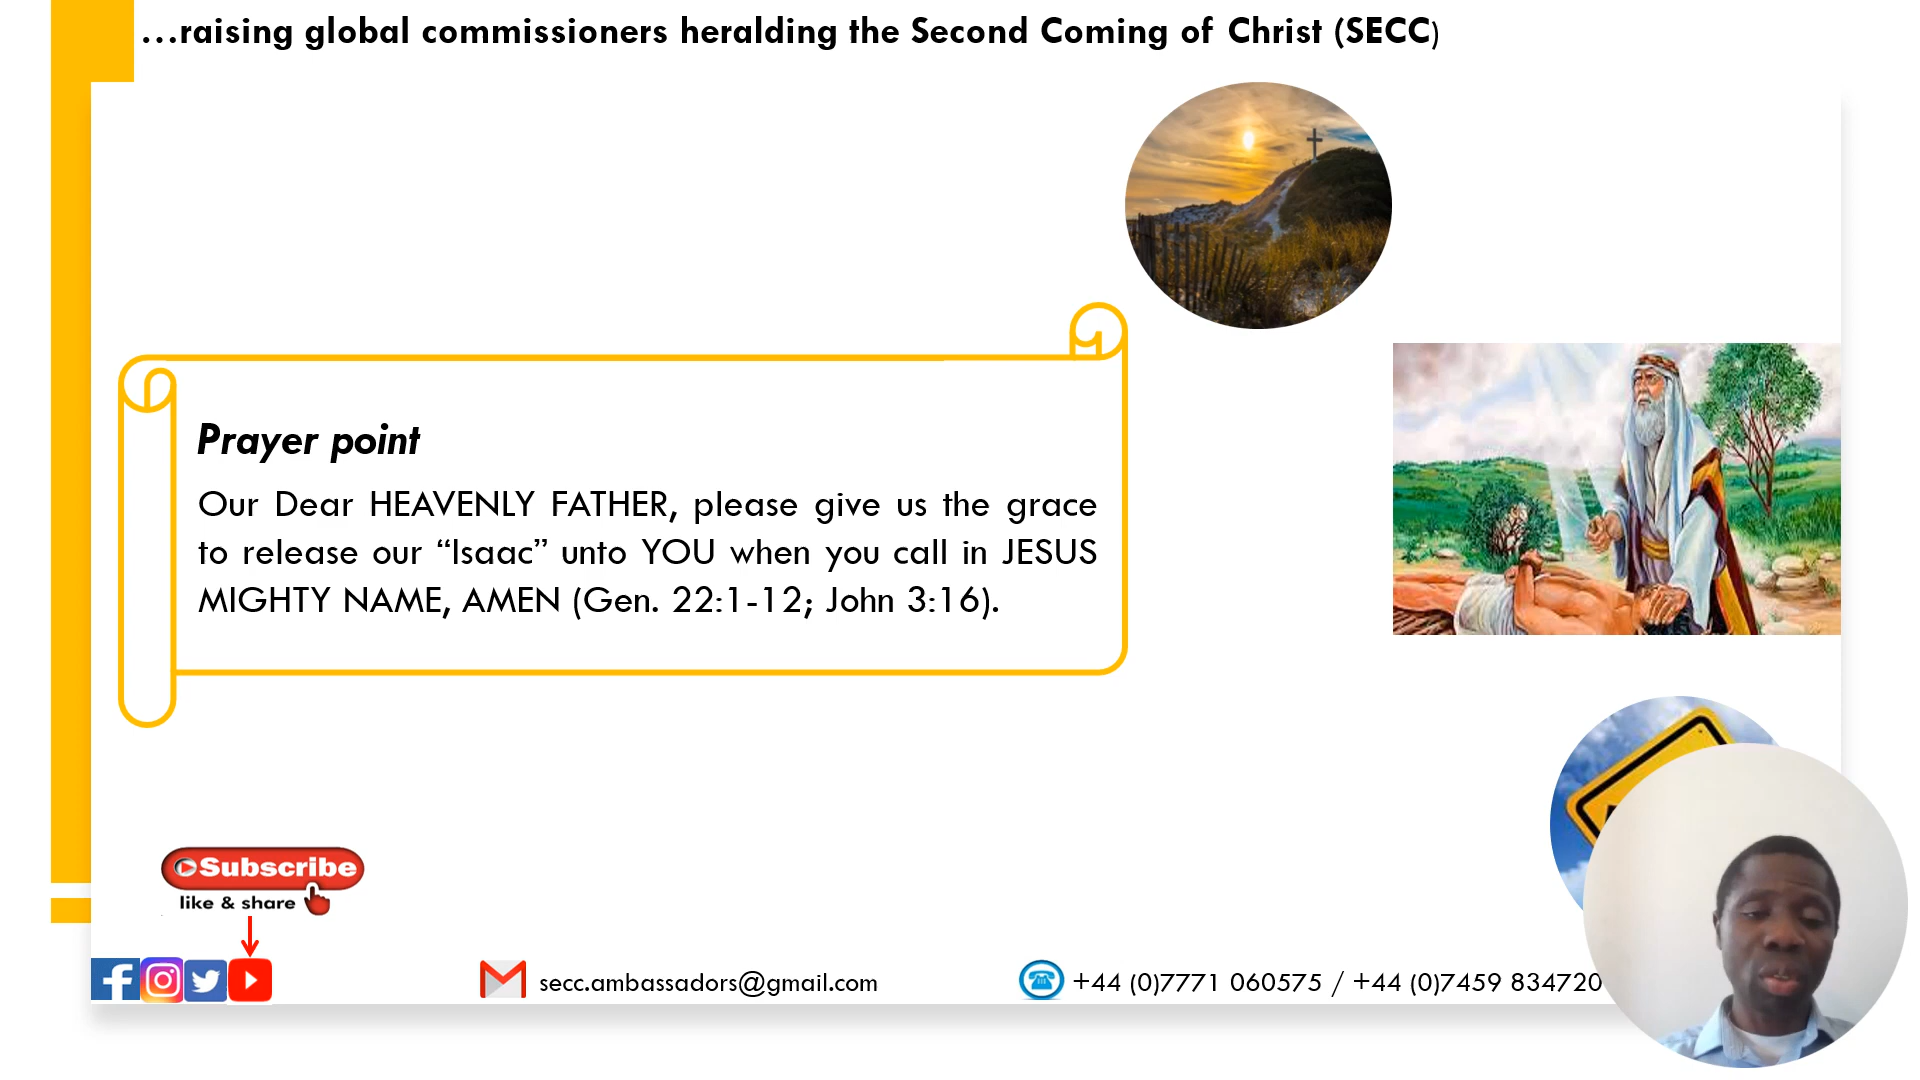 ...raising global commissioners heralding the Second Coming of Christ (SECC)
Prayer point
Our Dear HEAVENLY FATHER, please give us the grace
to release our “Isaac” unto YOU when you call in JESUS
MIGHTY NAME, AMEN (Gen. 22:1-12; John 3:16).
Subscribe
like & share
secc.ambassadors@gmail.com
+44 (0)7771 060575 / +44 (0)7459 834720